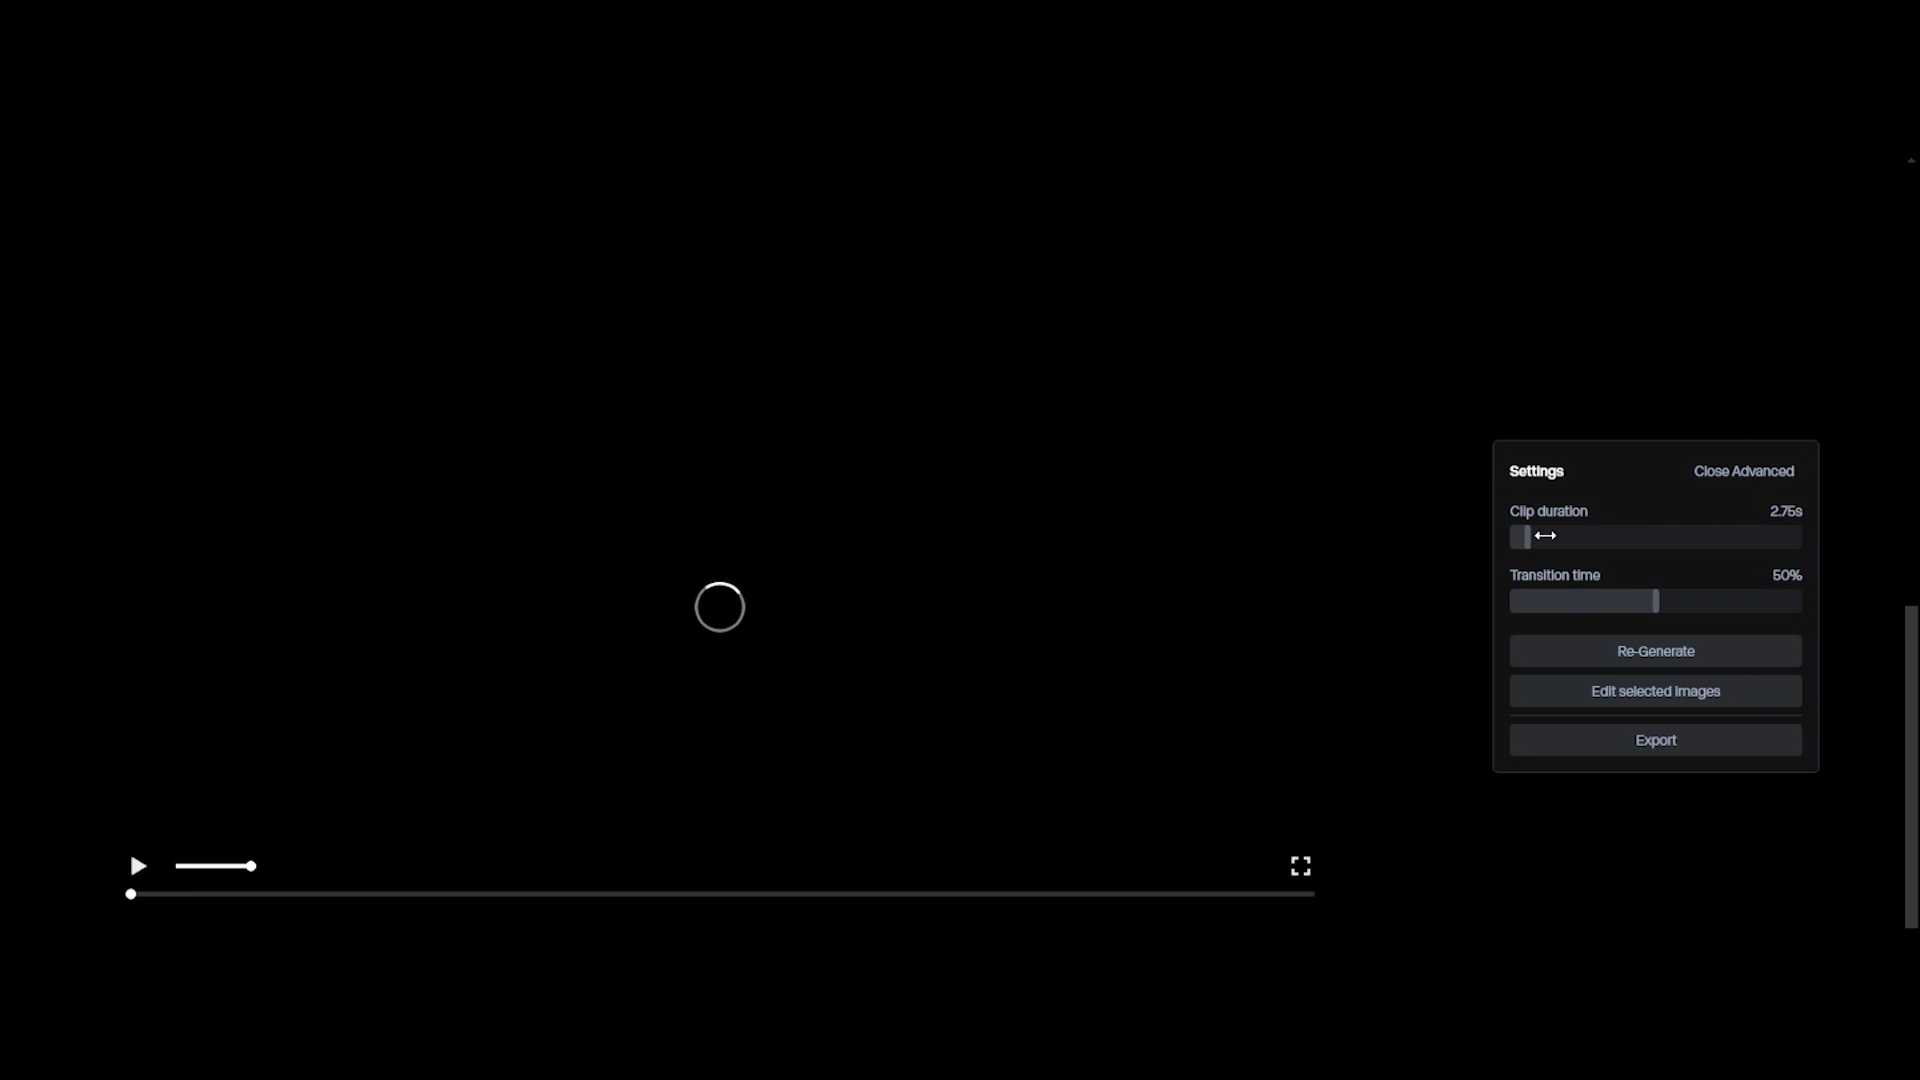 Settings Close Advanced
Clip duration 2.75s
Transition time 50%
Re-Generate
Edit selected images
Export